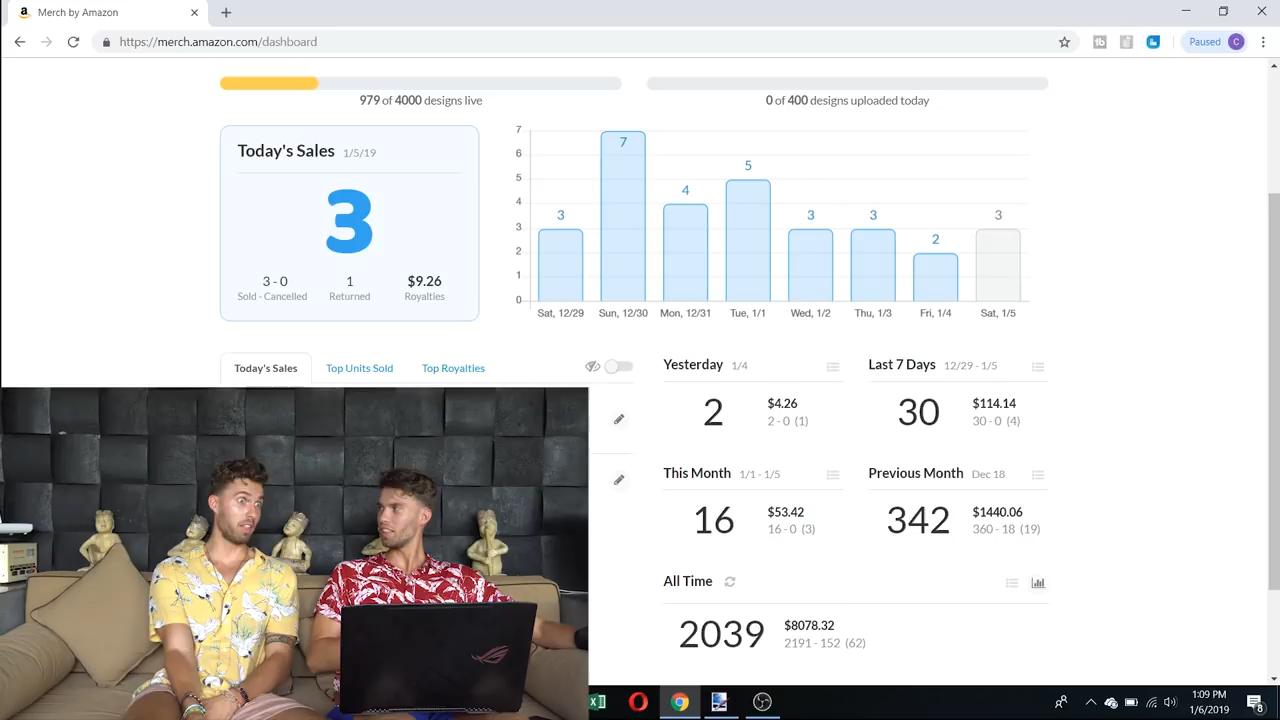 Merch by Amazon
https://merch.amazon.com/dashboard
Paused C
979 of 4000 designs live
0 of 400 designs uploaded today
Today's Sales 1/5/19
3
3 - 0 1 $9.26
Sold - Cancelled Returned Royalties
7
6
5
4
3
2
1
0
3 7 4 5 3 3 2 3
Sat, 12/29 Sun, 12/30 Mon, 12/31 Tue, 1/1 Wed, 1/2 Thu, 1/3 Fri, 1/4 Sat, 1/5
Today's Sales Top Units Sold Top Royalties
Yesterday 1/4
2 $4.26
2 - 0 (1)
Last 7 Days 12/29 - 1/5
30 $114.14
30 - 0 (4)
This Month 1/1 - 1/5
16 $53.42
16 - 0 (3)
Previous Month Dec 18
342 $1440.06
360 - 18 (19)
All Time
2039 $8078.32
2191 - 152 (62)
1:09 PM
1/6/2019